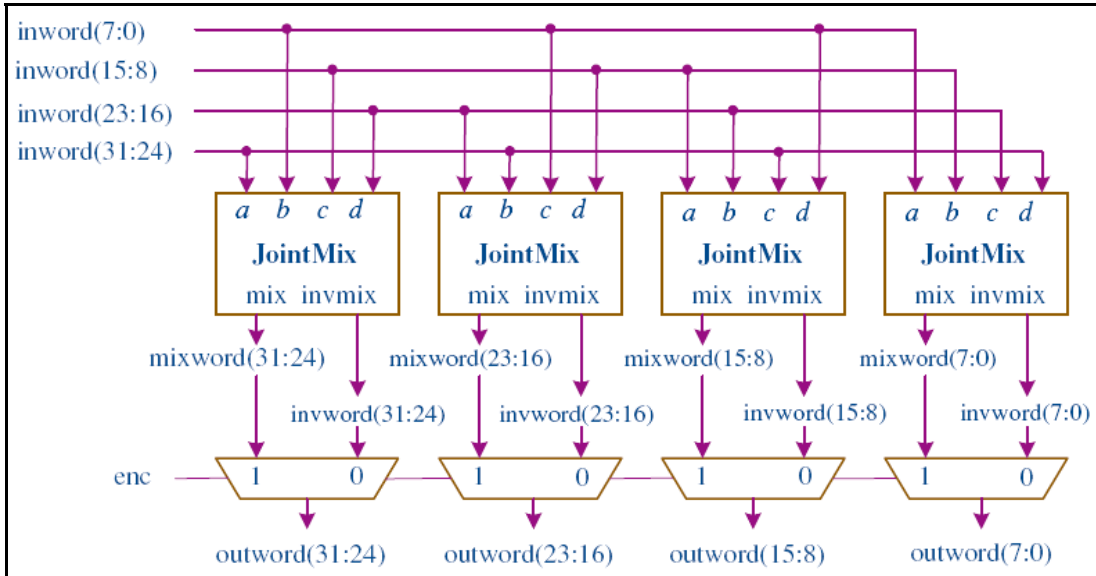 inword(7:0)
inword(15:8)
inword(23:16)
inword(31:24)
a b c d a b c d a b c d a b c d
JointMix JointMix JointMix JointMix
mix invmix mix invmix mix invmix mix invmix
mixword(31:24) mixword(23:16) mixword(15:8) mixword(7:0)
invword(31:24) invword(23:16) invword(15:8) invword(7:0)
enc 1 0 1 0 1 0 1 0
outword(31:24) outword(23:16) outword(15:8) outword(7:0)